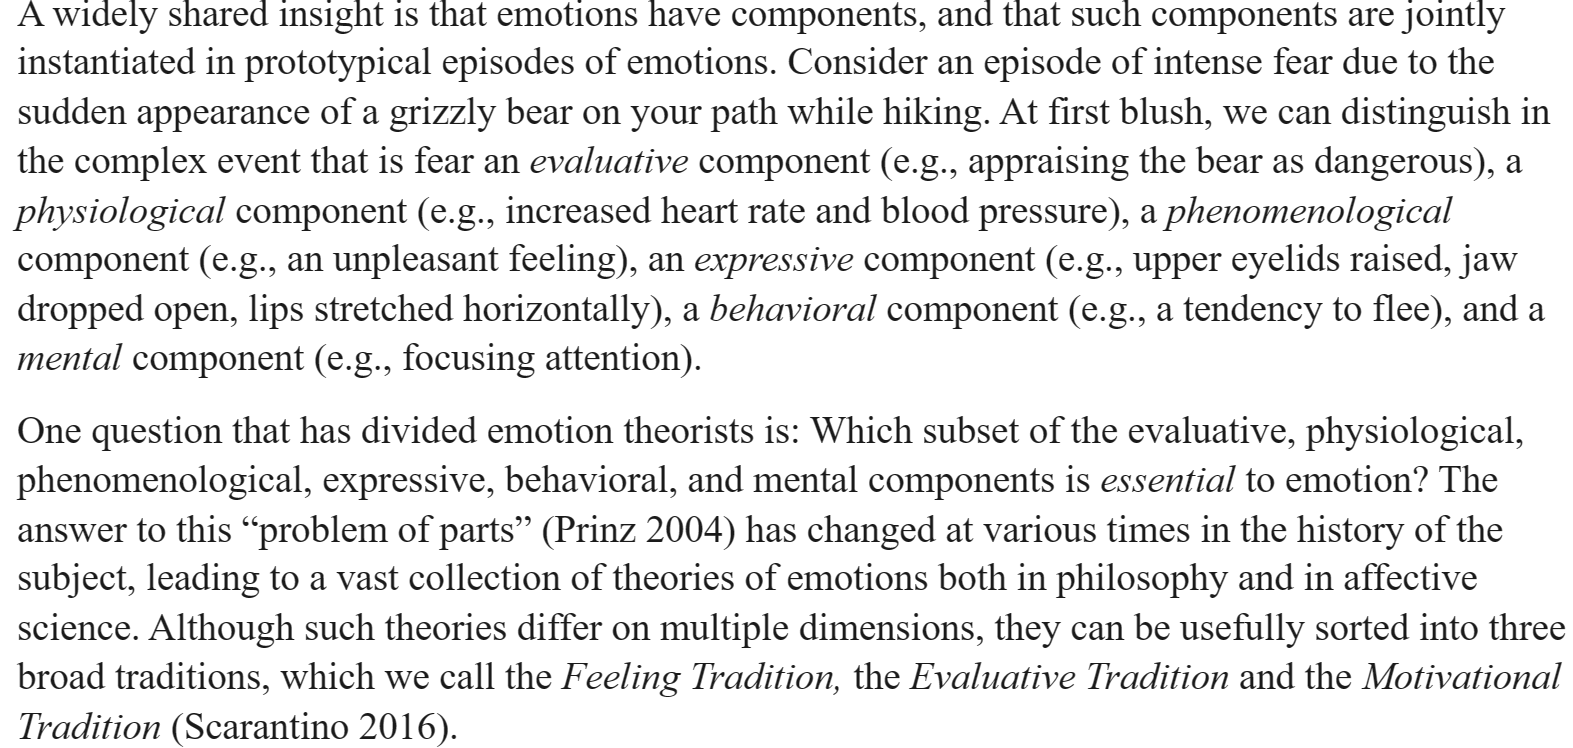 A widely shared insight is that emotions have components, and that such components are jointly
instantiated in prototypical episodes of emotions. Consider an episode of intense fear due to the
sudden appearance of a grizzly bear on your path while hiking. At first blush, we can distinguish in
the complex event that is fear an evaluative component (e.g., appraising the bear as dangerous), a
physiological component (e.g., increased heart rate and blood pressure), a phenomenological
component (e.g., an unpleasant feeling), an expressive component (e.g., upper eyelids raised, jaw
dropped open, lips stretched horizontally), a behavioral component (e.g., a tendency to flee), and a
mental component (e.g., focusing attention).
One question that has divided emotion theorists is: Which subset of the evaluative, physiological,
phenomenological, expressive, behavioral, and mental components is essential to emotion? The
answer to this “problem of parts” (Prinz 2004) has changed at various times in the history of the
subject, leading to a vast collection of theories of emotions both in philosophy and in affective
science. Although such theories differ on multiple dimensions, they can be usefully sorted into three
broad traditions, which we call the Feeling Tradition, the Evaluative Tradition and the Motivational
Tradition (Scarantino 2016).